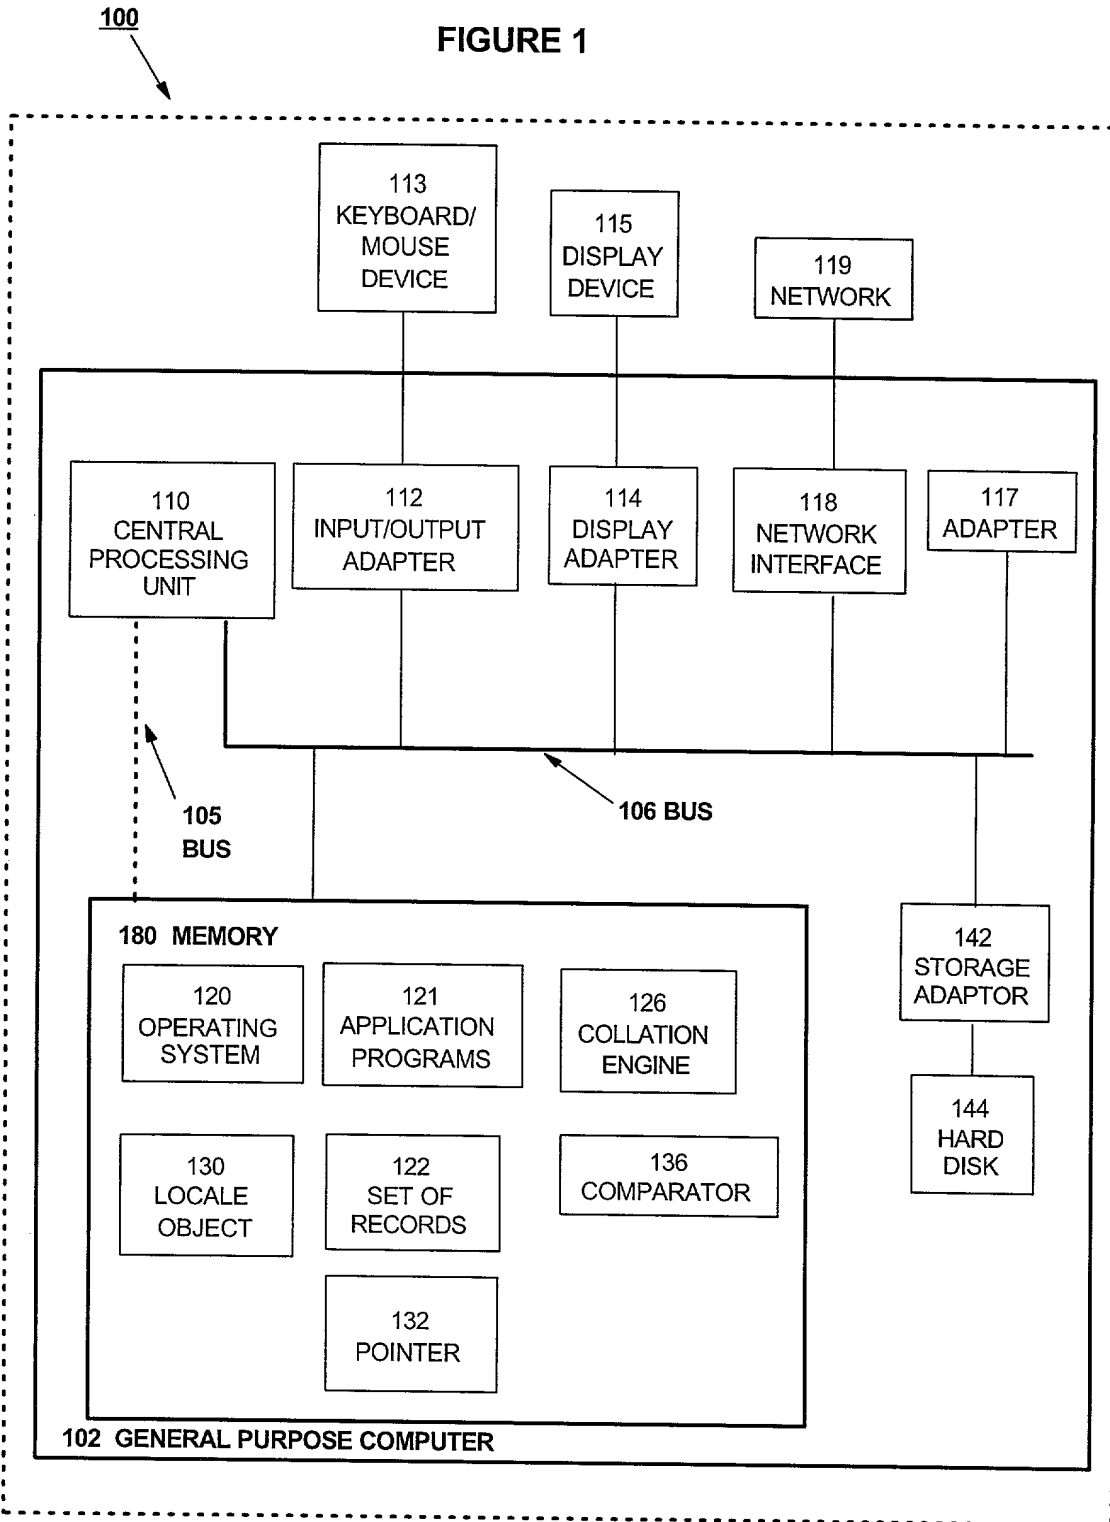 100
FIGURE 1
113
KEYBOARD/
MOUSE
DEVICE
115
DISPLAY
DEVICE
119
NETWORK
110
CENTRAL
PROCESSING
UNIT
112
INPUT/OUTPUT
ADAPTER
114
DISPLAY
ADAPTER
118
NETWORK
INTERFACE
117
ADAPTER
105
BUS
106 BUS
180 MEMORY
120
OPERATING
SYSTEM
121
APPLICATION
PROGRAMS
126
COLLATION
ENGINE
142
STORAGE
ADAPTOR
130
LOCALE
OBJECT
122
SET OF
RECORDS
136
COMPARATOR
144
HARD
DISK
132
POINTER
102 GENERAL PURPOSE COMPUTER